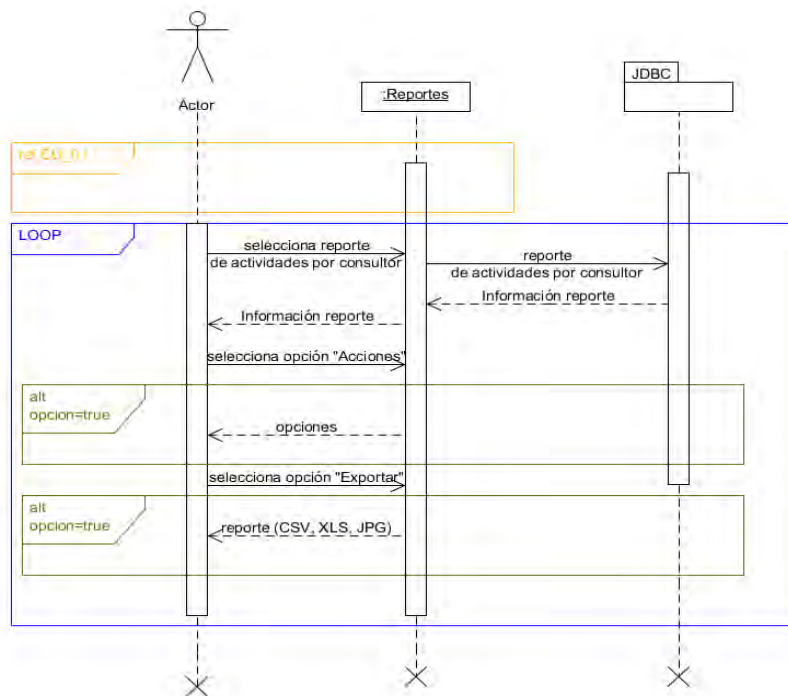 Actor
:Reportes
JDBC
ref
LOOP
selecciona reporte
de actividades por consultor
reporte
de actividades por consultor
Información reporte
Información reporte
selecciona opción "Acciones"
alt
opcion=true
opciones
selecciona opción "Exportar"
alt
opcion=true
reporte (CSV, XLS, JPG)